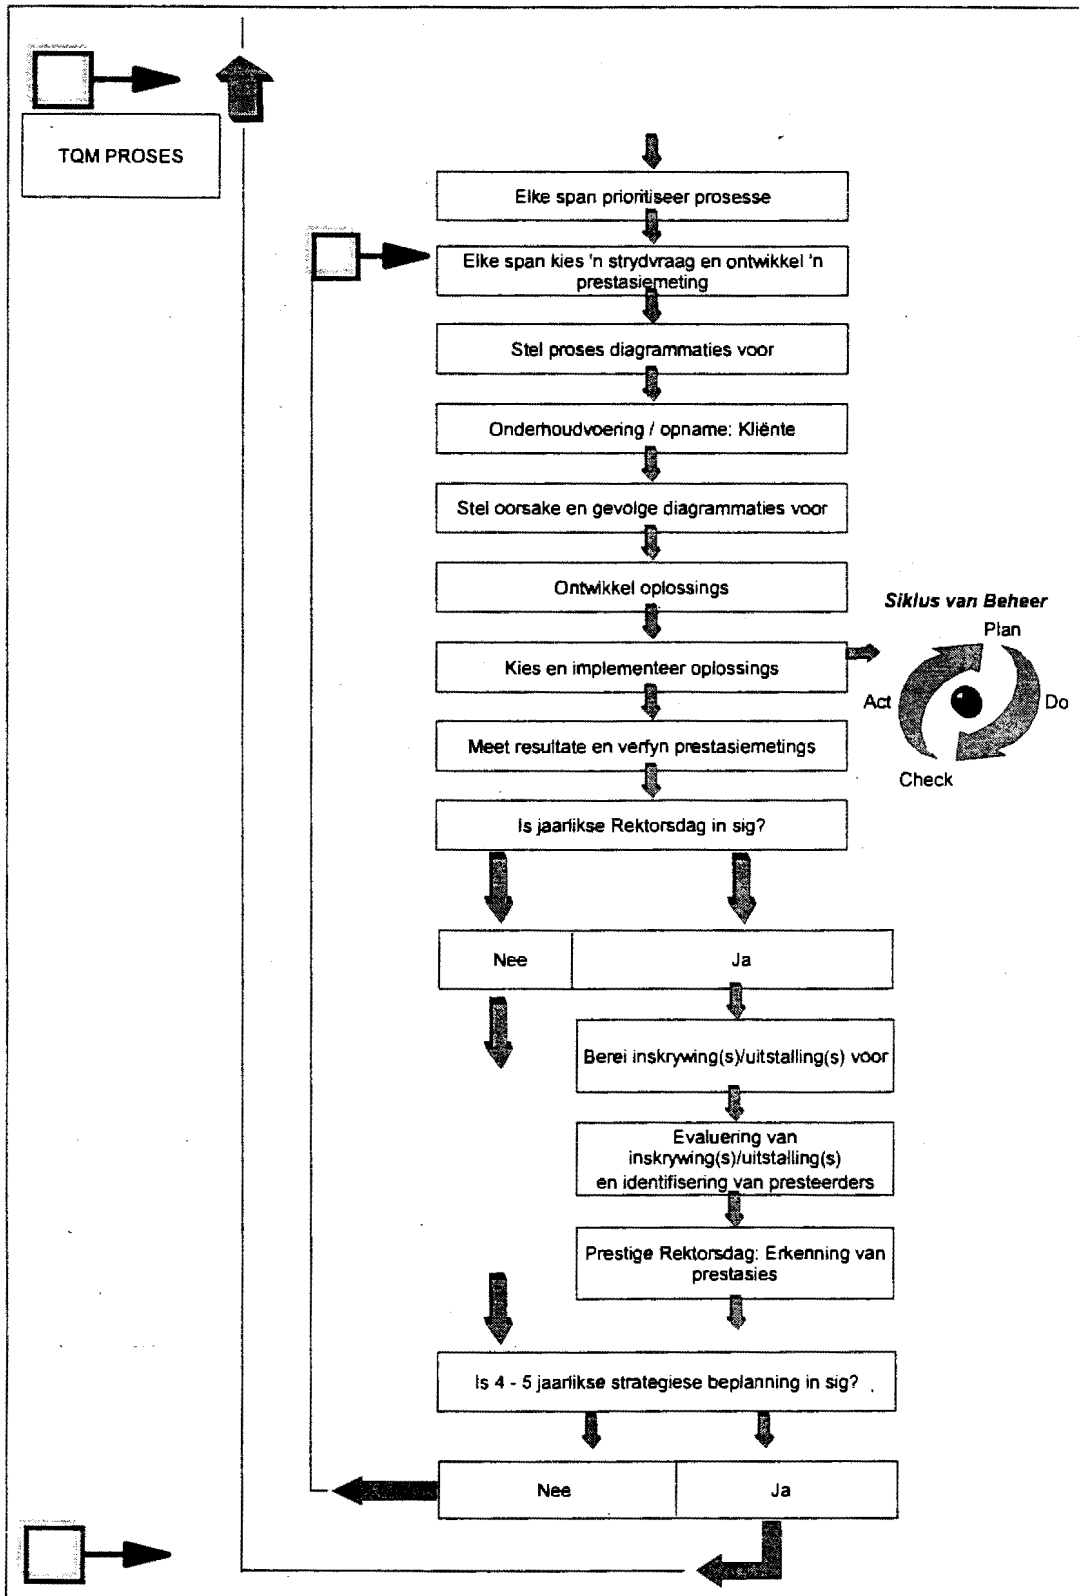 TQM PROSES
Elke span prioritiseer prosesse
Elke span kies 'n strydvraag en ontwikkel 'n
prestasiemeting
Stel proses diagrammaties voor
Onderhoudvoering / opname: Kliënte
Stel oorsake en gevolge diagrammaties voor
Ontwikkel oplossings
Siklus van Beheer
Plan
Kies en implementeer oplossings
Act
Do
Meet resultate en verfyn prestasiemetings
Check
Is jaarlikse Rektorsdag in sig?
Nee
Ja
Berei inskrywing(s)/uitstalling(s) voor
Evaluering van
inskrywing(s)/uitstalling(s)
en identifisering van presteerders
Prestige Rektorsdag: Erkenning van
prestasies
Is 4 - 5 jaarlikse strategiese beplanning in sig?
Nee
Ja